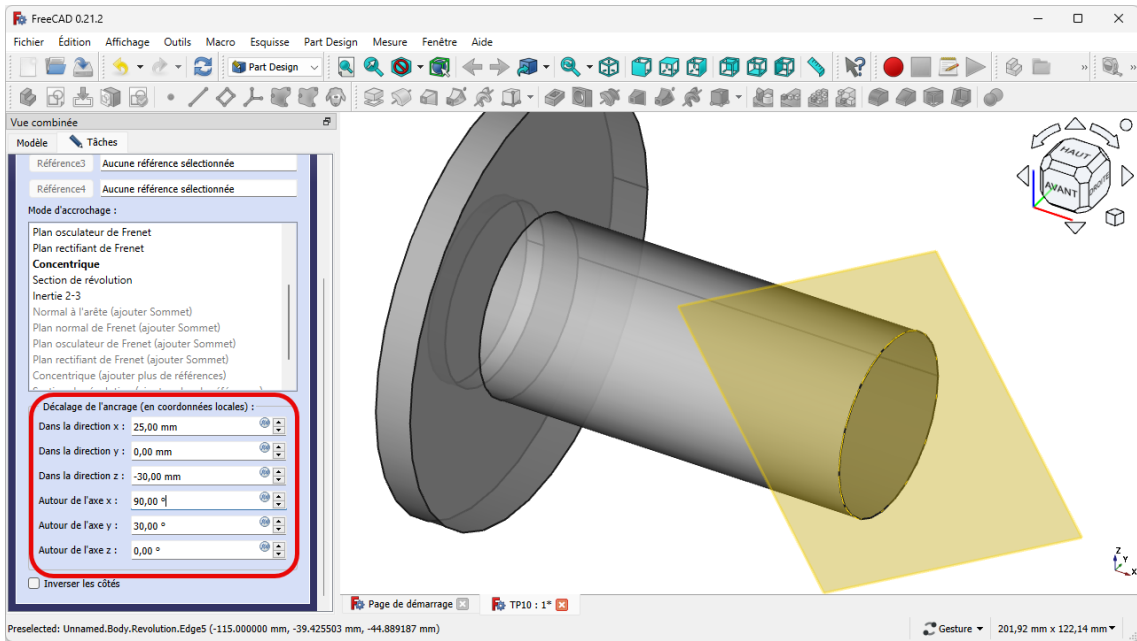 FreeCAD 0.21.2
Fichier Édition Affichage Outils Macro Esquisse Part Design Mesure Fenêtre Aide
Part Design
»
»
Vue combinée
Modèle Tâches
Référence3 Aucune référence sélectionnée
Référence4 Aucune référence sélectionnée
Mode d'accrochage :
Plan osculateur de Frenet
Plan rectifiant de Frenet
Concentrique
Section de révolution
Inertie 2-3
Normal à l'arête (ajouter Sommet)
Plan normal de Frenet (ajouter Sommet)
Plan osculateur de Frenet (ajouter Sommet)
Plan rectifiant de Frenet (ajouter Sommet)
Concentrique (ajouter plus de références)
Décalage de l'ancrage (en coordonnées locales) :
Dans la direction x : 25,00 mm
Dans la direction y : 0,00 mm
Dans la direction z : -30,00 mm
Autour de l'axe x : 90,00 °
Autour de l'axe y : 30,00 °
Autour de l'axe z : 0,00 °
Inverser les côtés
HAUT
AVANT
DROITE
Z
Y
X
Page de démarrage
TP10 : 1*
Preselected: Unnamed.Body.Revolution.Edge5 (-115.000000 mm, -39.425503 mm, -44.889187 mm)
Gesture
201,92 mm x 122,14 mm